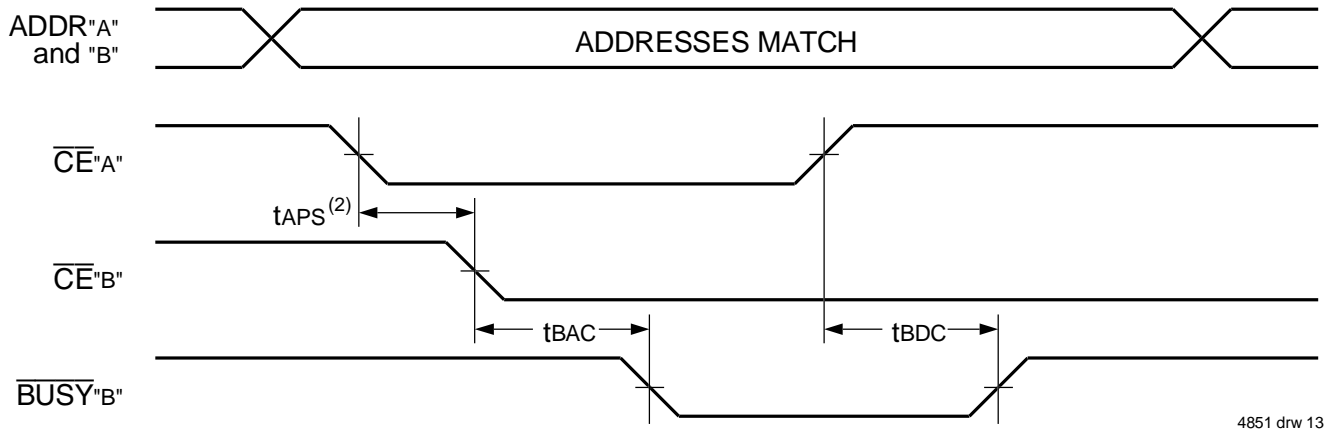 ADDR"A"
and "B"
ADDRESSES MATCH
CE"A"
tAPS(2)
CE"B"
tBAC
tBDC
BUSY"B"
4851 drw 13